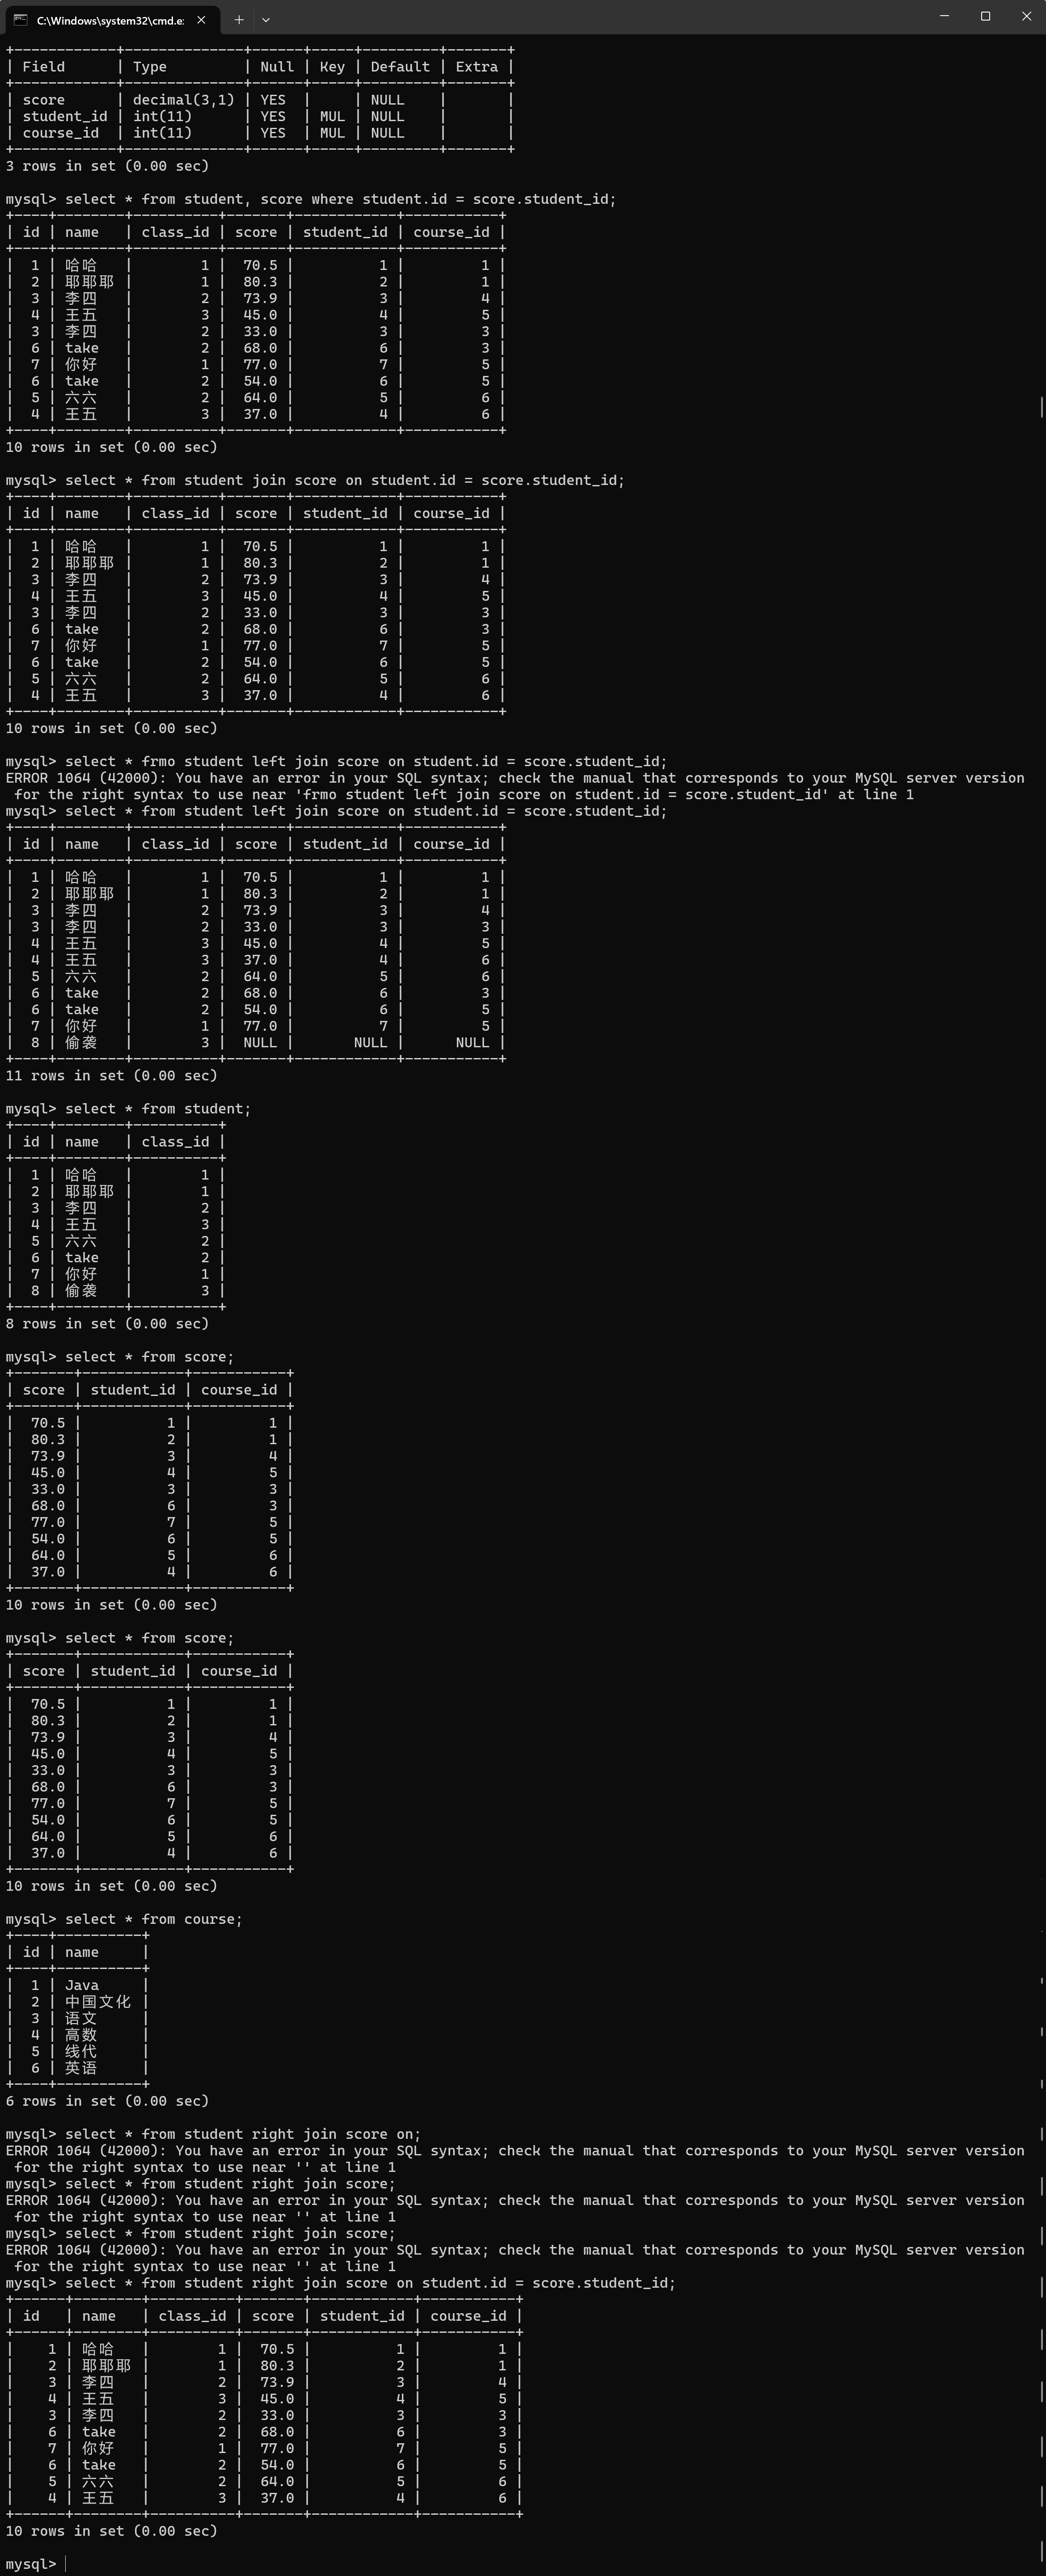 C:\Windows\system32\cmd.e:
+------------+--------------+------+-----+---------+-------+
| Field      | Type         | Null | Key | Default | Extra |
+------------+--------------+------+-----+---------+-------+
| score      | decimal(3,1) | YES  |     | NULL    |       |
| student_id | int(11)      | YES  | MUL | NULL    |       |
| course_id  | int(11)      | YES  | MUL | NULL    |       |
+------------+--------------+------+-----+---------+-------+
3 rows in set (0.00 sec)

mysql> select * from student, score where student.id = score.student_id;
+----+--------+----------+-------+------------+-----------+
| id | name   | class_id | score | student_id | course_id |
+----+--------+----------+-------+------------+-----------+
|  1 | 哈哈   |        1 |  70.5 |          1 |         1 |
|  2 | 耶耶耶 |        1 |  80.3 |          2 |         1 |
|  3 | 李四   |        2 |  73.9 |          3 |         4 |
|  4 | 王五   |        3 |  45.0 |          4 |         5 |
|  3 | 李四   |        2 |  33.0 |          3 |         3 |
|  6 | take   |        2 |  68.0 |          6 |         3 |
|  7 | 你好   |        1 |  77.0 |          7 |         5 |
|  6 | take   |        2 |  54.0 |          6 |         5 |
|  5 | 六六   |        2 |  64.0 |          5 |         6 |
|  4 | 王五   |        3 |  37.0 |          4 |         6 |
+----+--------+----------+-------+------------+-----------+
10 rows in set (0.00 sec)

mysql> select * from student join score on student.id = score.student_id;
+----+--------+----------+-------+------------+-----------+
| id | name   | class_id | score | student_id | course_id |
+----+--------+----------+-------+------------+-----------+
|  1 | 哈哈   |        1 |  70.5 |          1 |         1 |
|  2 | 耶耶耶 |        1 |  80.3 |          2 |         1 |
|  3 | 李四   |        2 |  73.9 |          3 |         4 |
|  4 | 王五   |        3 |  45.0 |          4 |         5 |
|  3 | 李四   |        2 |  33.0 |          3 |         3 |
|  6 | take   |        2 |  68.0 |          6 |         3 |
|  7 | 你好   |        1 |  77.0 |          7 |         5 |
|  6 | take   |        2 |  54.0 |          6 |         5 |
|  5 | 六六   |        2 |  64.0 |          5 |         6 |
|  4 | 王五   |        3 |  37.0 |          4 |         6 |
+----+--------+----------+-------+------------+-----------+
10 rows in set (0.00 sec)

mysql> select * frmo student left join score on student.id = score.student_id;
ERROR 1064 (42000): You have an error in your SQL syntax; check the manual that corresponds to your MySQL server version
 for the right syntax to use near 'frmo student left join score on student.id = score.student_id' at line 1
mysql> select * from student left join score on student.id = score.student_id;
+----+--------+----------+-------+------------+-----------+
| id | name   | class_id | score | student_id | course_id |
+----+--------+----------+-------+------------+-----------+
|  1 | 哈哈   |        1 |  70.5 |          1 |         1 |
|  2 | 耶耶耶 |        1 |  80.3 |          2 |         1 |
|  3 | 李四   |        2 |  73.9 |          3 |         4 |
|  3 | 李四   |        2 |  33.0 |          3 |         3 |
|  4 | 王五   |        3 |  45.0 |          4 |         5 |
|  4 | 王五   |        3 |  37.0 |          4 |         6 |
|  5 | 六六   |        2 |  64.0 |          5 |         6 |
|  6 | take   |        2 |  68.0 |          6 |         3 |
|  6 | take   |        2 |  54.0 |          6 |         5 |
|  7 | 你好   |        1 |  77.0 |          7 |         5 |
|  8 | 偷袭   |        3 |  NULL |       NULL |      NULL |
+----+--------+----------+-------+------------+-----------+
11 rows in set (0.00 sec)

mysql> select * from student;
+----+--------+----------+
| id | name   | class_id |
+----+--------+----------+
|  1 | 哈哈   |        1 |
|  2 | 耶耶耶 |        1 |
|  3 | 李四   |        2 |
|  4 | 王五   |        3 |
|  5 | 六六   |        2 |
|  6 | take   |        2 |
|  7 | 你好   |        1 |
|  8 | 偷袭   |        3 |
+----+--------+----------+
8 rows in set (0.00 sec)

mysql> select * from score;
+-------+------------+-----------+
| score | student_id | course_id |
+-------+------------+-----------+
|  70.5 |          1 |         1 |
|  80.3 |          2 |         1 |
|  73.9 |          3 |         4 |
|  45.0 |          4 |         5 |
|  33.0 |          3 |         3 |
|  68.0 |          6 |         3 |
|  77.0 |          7 |         5 |
|  54.0 |          6 |         5 |
|  64.0 |          5 |         6 |
|  37.0 |          4 |         6 |
+-------+------------+-----------+
10 rows in set (0.00 sec)

mysql> select * from score;
+-------+------------+-----------+
| score | student_id | course_id |
+-------+------------+-----------+
|  70.5 |          1 |         1 |
|  80.3 |          2 |         1 |
|  73.9 |          3 |         4 |
|  45.0 |          4 |         5 |
|  33.0 |          3 |         3 |
|  68.0 |          6 |         3 |
|  77.0 |          7 |         5 |
|  54.0 |          6 |         5 |
|  64.0 |          5 |         6 |
|  37.0 |          4 |         6 |
+-------+------------+-----------+
10 rows in set (0.00 sec)

mysql> select * from course;
+----+----------+
| id | name     |
+----+----------+
|  1 | Java     |
|  2 | 中国文化 |
|  3 | 语文     |
|  4 | 高数     |
|  5 | 线代     |
|  6 | 英语     |
+----+----------+
6 rows in set (0.00 sec)

mysql> select * from student right join score on;
ERROR 1064 (42000): You have an error in your SQL syntax; check the manual that corresponds to your MySQL server version
 for the right syntax to use near '' at line 1
mysql> select * from student right join score;
ERROR 1064 (42000): You have an error in your SQL syntax; check the manual that corresponds to your MySQL server version
 for the right syntax to use near '' at line 1
mysql> select * from student right join score;
ERROR 1064 (42000): You have an error in your SQL syntax; check the manual that corresponds to your MySQL server version
 for the right syntax to use near '' at line 1
mysql> select * from student right join score on student.id = score.student_id;
+------+--------+----------+-------+------------+-----------+
| id   | name   | class_id | score | student_id | course_id |
+------+--------+----------+-------+------------+-----------+
|    1 | 哈哈   |        1 |  70.5 |          1 |         1 |
|    2 | 耶耶耶 |        1 |  80.3 |          2 |         1 |
|    3 | 李四   |        2 |  73.9 |          3 |         4 |
|    4 | 王五   |        3 |  45.0 |          4 |         5 |
|    3 | 李四   |        2 |  33.0 |          3 |         3 |
|    6 | take   |        2 |  68.0 |          6 |         3 |
|    7 | 你好   |        1 |  77.0 |          7 |         5 |
|    6 | take   |        2 |  54.0 |          6 |         5 |
|    5 | 六六   |        2 |  64.0 |          5 |         6 |
|    4 | 王五   |        3 |  37.0 |          4 |         6 |
+------+--------+----------+-------+------------+-----------+
10 rows in set (0.00 sec)

mysql>